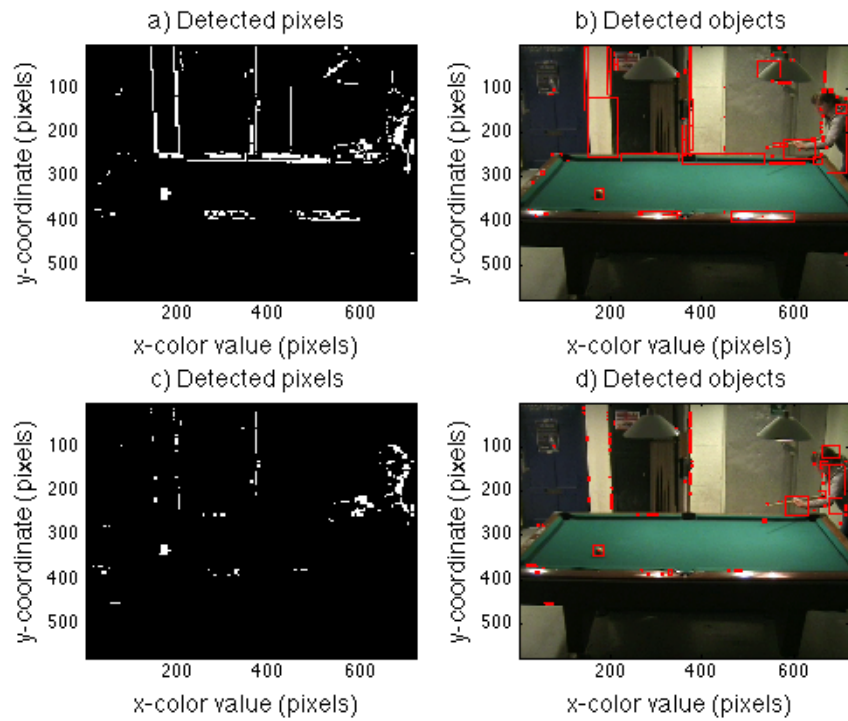 a) Detected pixels
b) Detected objects
y-coordinate (pixels)
100
200
300
400
500
200
400
600
x-color value (pixels)
y-coordinate (pixels)
100
200
300
400
500
200
400
600
x-color value (pixels)
c) Detected pixels
d) Detected objects
y-coordinate (pixels)
100
200
300
400
500
200
400
600
x-color value (pixels)
y-coordinate (pixels)
100
200
300
400
500
200
400
600
x-color value (pixels)